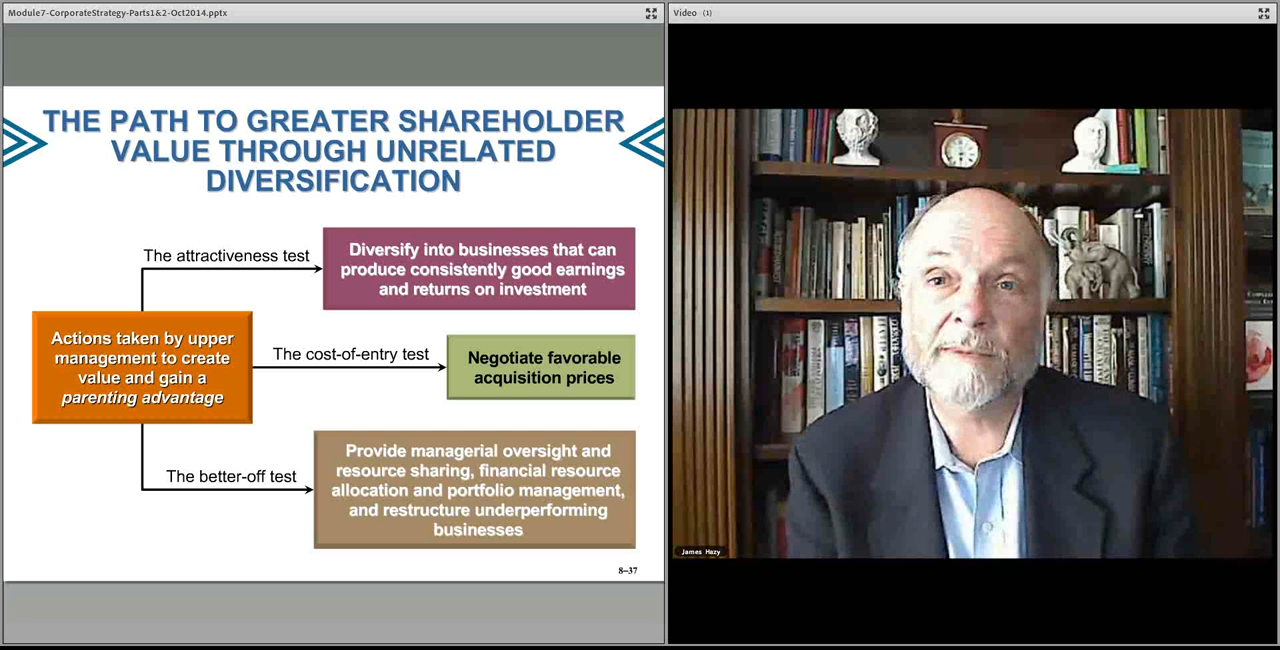 Module7-CorporateStrategy-Parts1&2-Oct2014.pptx
Video (1)
THE PATH TO GREATER SHAREHOLDER
VALUE THROUGH UNRELATED
DIVERSIFICATION
The attractiveness test
Diversify into businesses that can
produce consistently good earnings
and returns on investment
Actions taken by upper
management to create
value and gain a
parenting advantage
The cost-of-entry test
Negotiate favorable
acquisition prices
The better-off test
Provide managerial oversight and
resource sharing, financial resource
allocation and portfolio management,
and restructure underperforming
businesses
8–37
James Hazy